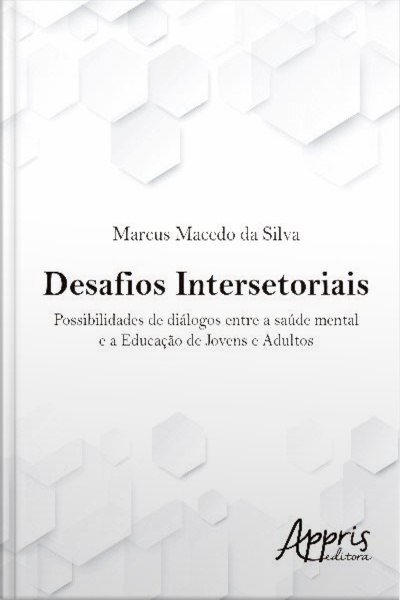 Marcus Macedo da Silva
Desafios Intersetoriais
Possibilidades de diálogos entre a saúde mental
e a Educação de Jovens e Adultos
Appris
editora